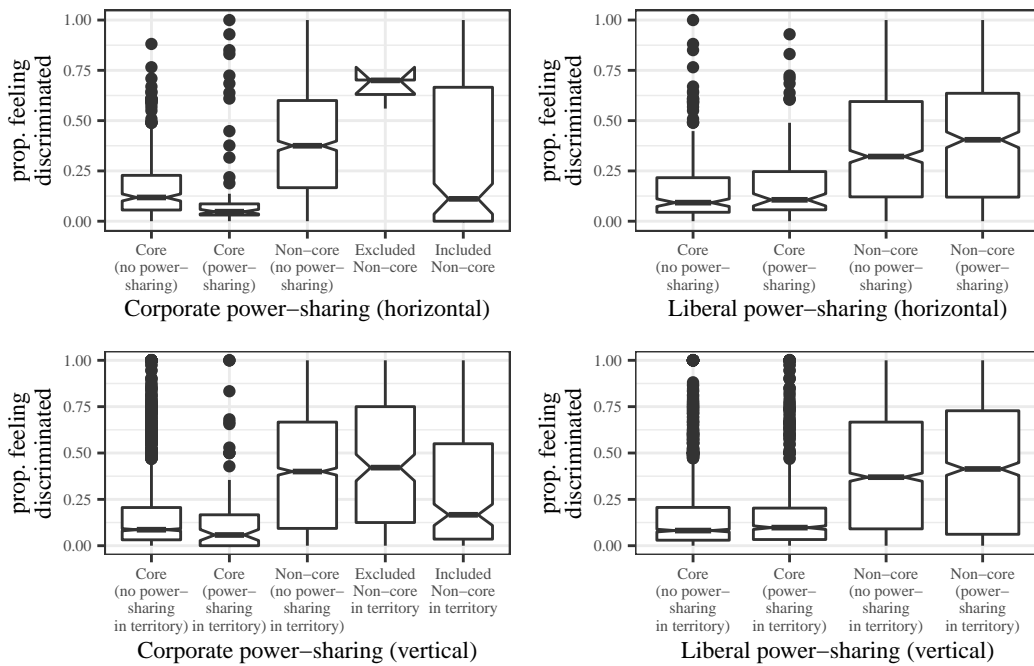 prop. feeling
discriminated
1.00
0.75
0.50
0.25
0.00
Core
(no power−
sharing)
Core
(power−
sharing)
Non−core
(no power−
sharing)
Excluded
Non−core
Included
Non−core
Corporate power−sharing (horizontal)
prop. feeling
discriminated
1.00
0.75
0.50
0.25
0.00
Core
(no power−
sharing)
Core
(power−
sharing)
Non−core
(no power−
sharing)
Non−core
(power−
sharing)
Liberal power−sharing (horizontal)
prop. feeling
discriminated
1.00
0.75
0.50
0.25
0.00
Core
(no power−
sharing
in territory)
Core
(power−
sharing
in territory)
Non−core
(no power−
sharing
in territory)
Excluded
Non−core
in territory
Included
Non−core
in territory
Corporate power−sharing (vertical)
prop. feeling
discriminated
1.00
0.75
0.50
0.25
0.00
Core
(no power−
sharing
in territory)
Core
(power−
sharing
in territory)
Non−core
(no power−
sharing
in territory)
Non−core
(power−
sharing
in territory)
Liberal power−sharing (vertical)